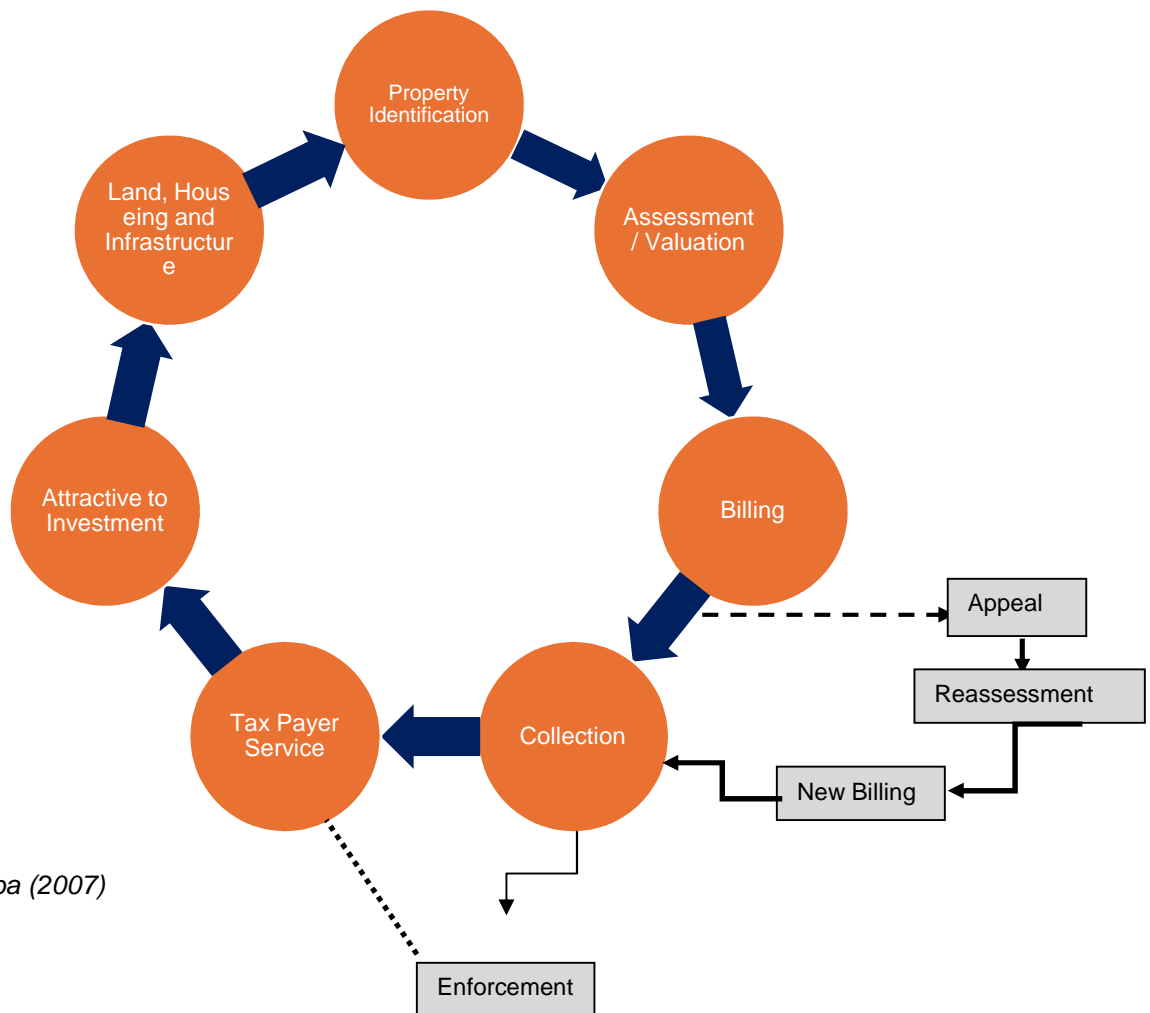 Property
Identification
Assessment
/ Valuation
Billing
Collection
Tax Payer
Service
Attractive to
Investment
Land, Hous
eing and
Infrastructur
e
Appeal
Reassessment
New Billing
Enforcement
(2007)